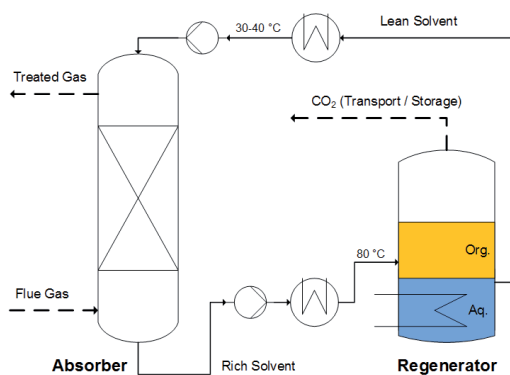 30-40 °C
Lean Solvent
Treated Gas
CO₂ (Transport / Storage)
80 °C
Org.
Flue Gas
Aq.
Absorber
Rich Solvent
Regenerator